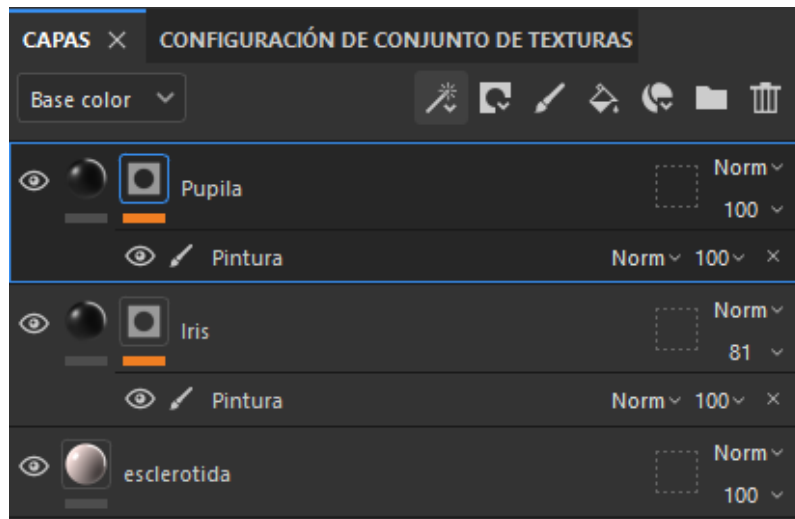 CAPAS CONFIGURACIÓN DE CONJUNTO DE TEXTURAS
Base color
Pupila Norm
100
Pintura Norm 100
Iris Norm
81
Pintura Norm 100
esclerotida Norm
100